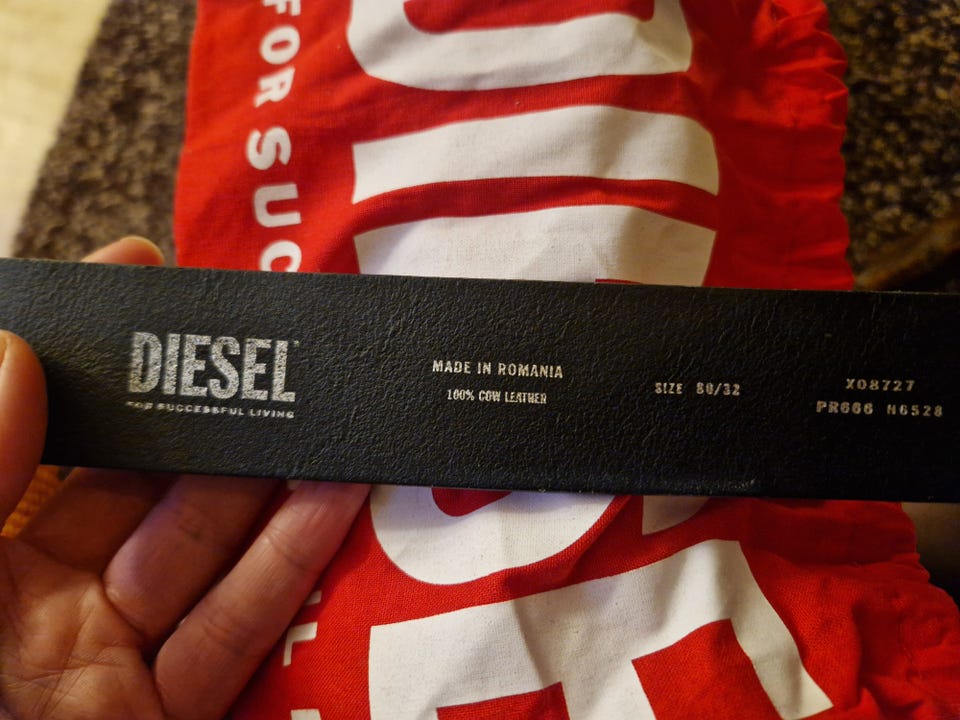 FOR SUC
DIESEL
FOR SUCCESSFUL LIVING
MADE IN ROMANIA
100% COW LEATHER
SIZE 80/32
X08727
PR666 H6528